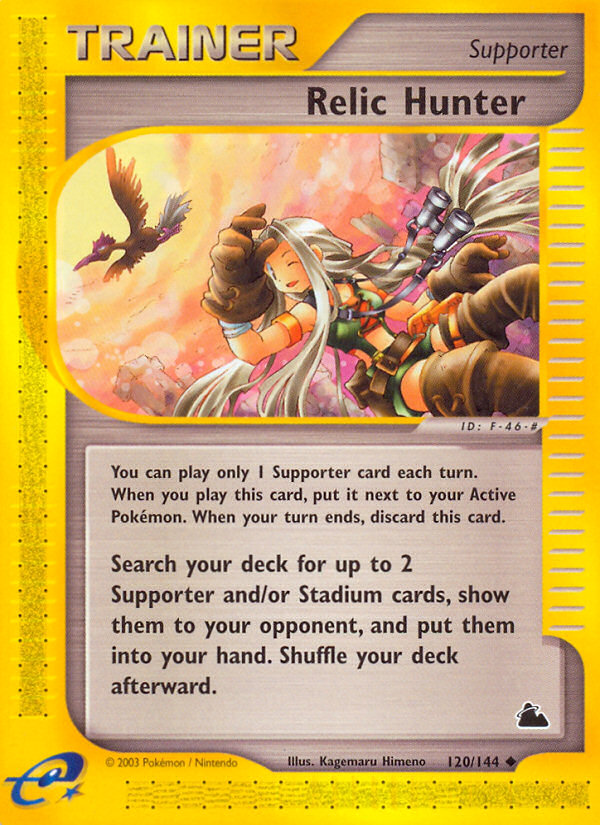 TRAINER
Supporter
Relic Hunter
ID: F-46-#
You can play only 1 Supporter card each turn.
When you play this card, put it next to your Active
Pokémon. When your turn ends, discard this card.
Search your deck for up to 2
Supporter and/or Stadium cards, show
them to your opponent, and put them
into your hand. Shuffle your deck
afterward.
© 2003 Pokémon / Nintendo
Illus. Kagemaru Himeno
120/144 ◆